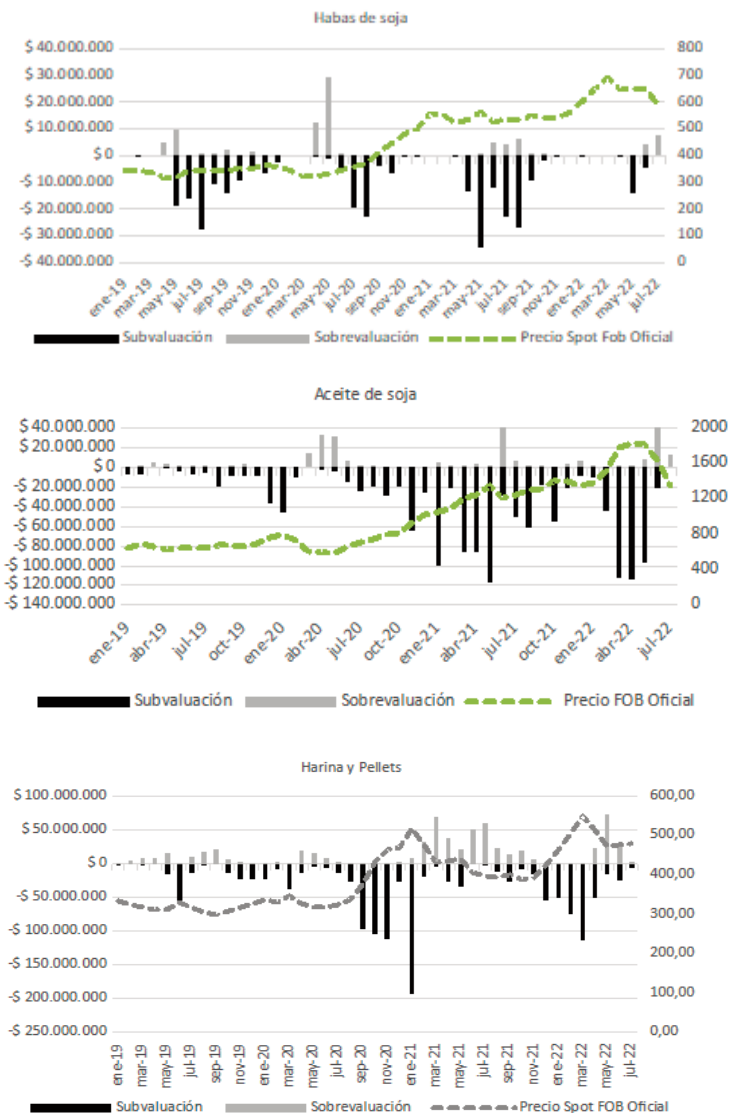 Habas de soja
$ 40.000.000
$ 30.000.000
$ 20.000.000
$ 10.000.000
$ 0
-$ 10.000.000
-$ 20.000.000
-$ 30.000.000
-$ 40.000.000
800
700
600
500
400
300
200
100
0
ene-19
mar-19
may-19
jul-19
sep-19
nov-19
ene-20
mar-20
may-20
jul-20
sep-20
nov-20
ene-21
mar-21
may-21
jul-21
sep-21
nov-21
ene-22
mar-22
may-22
jul-22
Subvaluación Sobrevaluación Precio Spot Fob Oficial
Aceite de soja
$ 40.000.000
$ 20.000.000
$ 0
-$ 20.000.000
-$ 40.000.000
-$ 60.000.000
-$ 80.000.000
-$ 100.000.000
-$ 120.000.000
-$ 140.000.000
2000
1600
1200
800
400
0
ene-19
abr-19
jul-19
oct-19
ene-20
abr-20
jul-20
oct-20
ene-21
abr-21
jul-21
oct-21
ene-22
abr-22
jul-22
Subvaluación Sobrevaluación Precio FOB Oficial
Harina y Pellets
$ 100.000.000
$ 50.000.000
$ 0
-$ 50.000.000
-$ 100.000.000
-$ 150.000.000
-$ 200.000.000
-$ 250.000.000
600,00
500,00
400,00
300,00
200,00
100,00
0,00
ene-19
mar-19
may-19
jul-19
sep-19
nov-19
ene-20
mar-20
may-20
jul-20
sep-20
nov-20
ene-21
mar-21
may-21
jul-21
sep-21
nov-21
ene-22
mar-22
may-22
jul-22
Subvaluación Sobrevaluación Precio Spot FOB Oficial